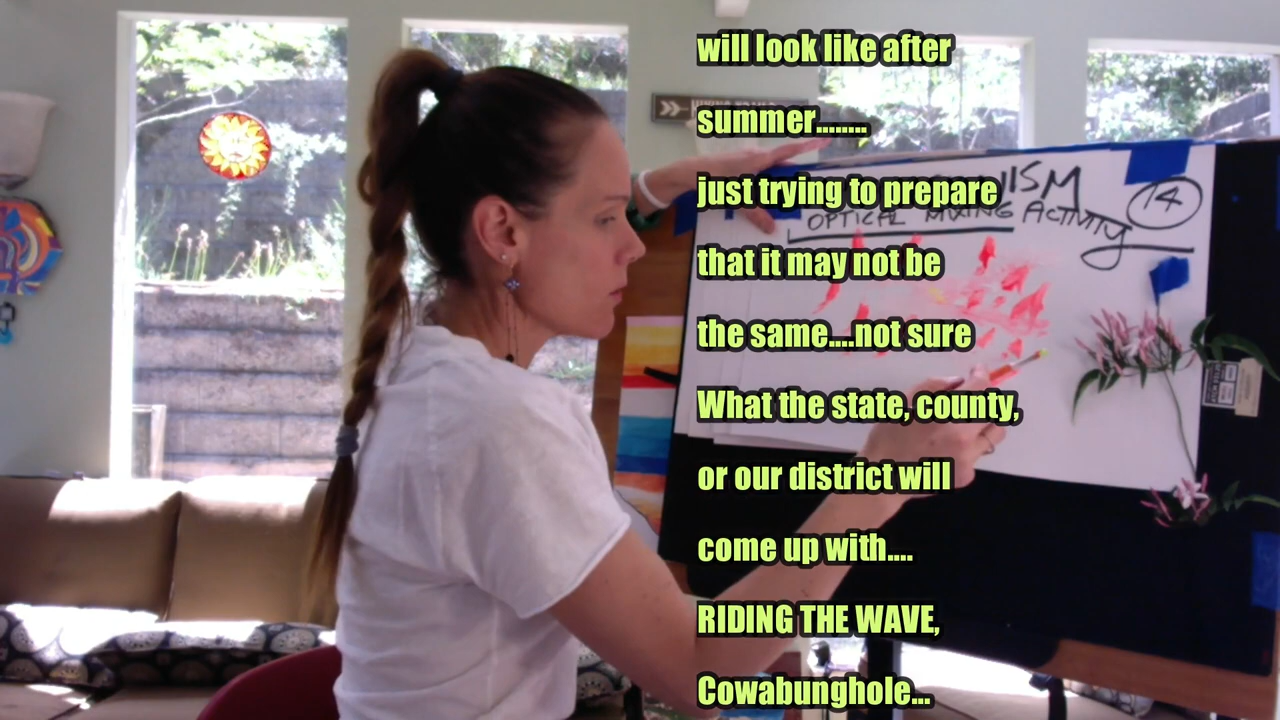 will look like after
summer........
just trying to prepare
that it may not be
the same....not sure
What the state, county,
or our district will
come up with....
RIDING THE WAVE,
Cowabunghole...
14
OPTICAL MIXING ACTIVITY